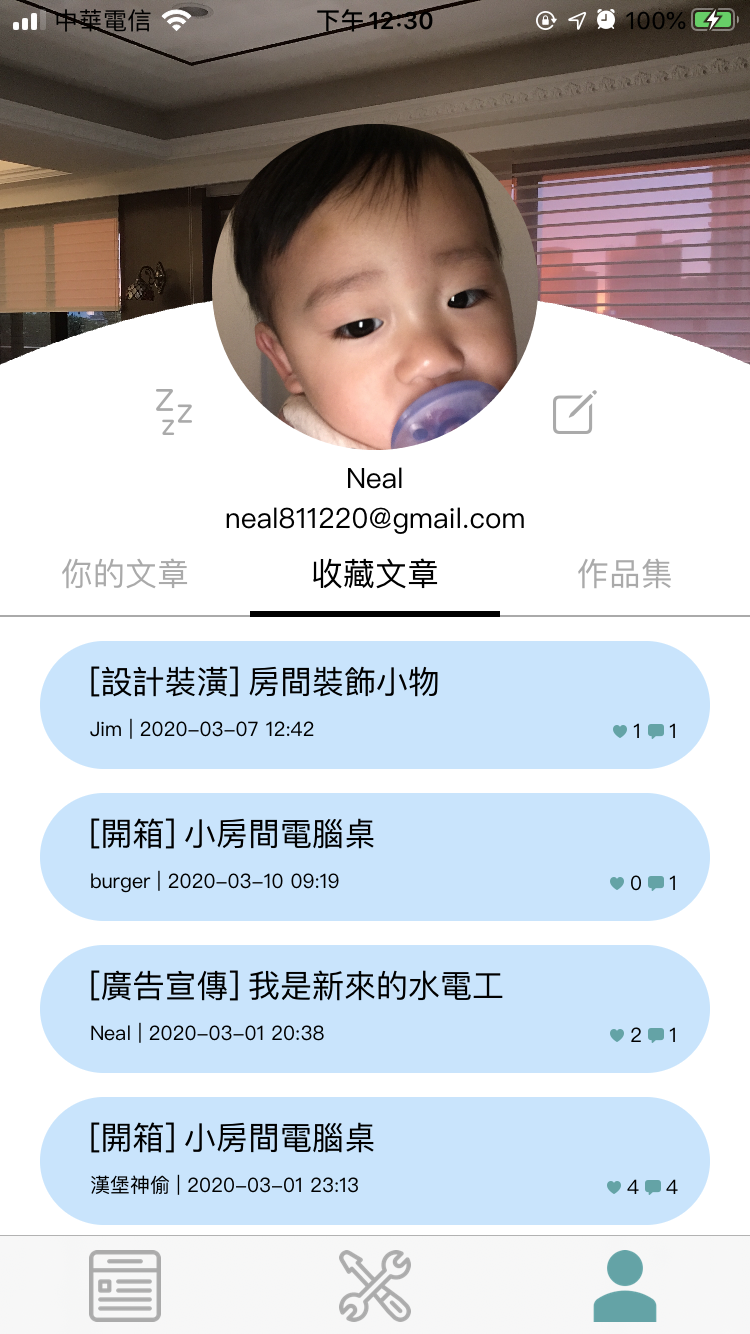 中華電信 下午12:30 100%
Neal
neal811220@gmail.com
你的文章 收藏文章 作品集
[設計裝潢] 房間裝飾小物
Jim | 2020-03-07 12:42 1 1
[開箱] 小房間電腦桌
burger | 2020-03-10 09:19 0 1
[廣告宣傳] 我是新來的水電工
Neal | 2020-03-01 20:38 2 1
[開箱] 小房間電腦桌
漢堡神偷 | 2020-03-01 23:13 4 4